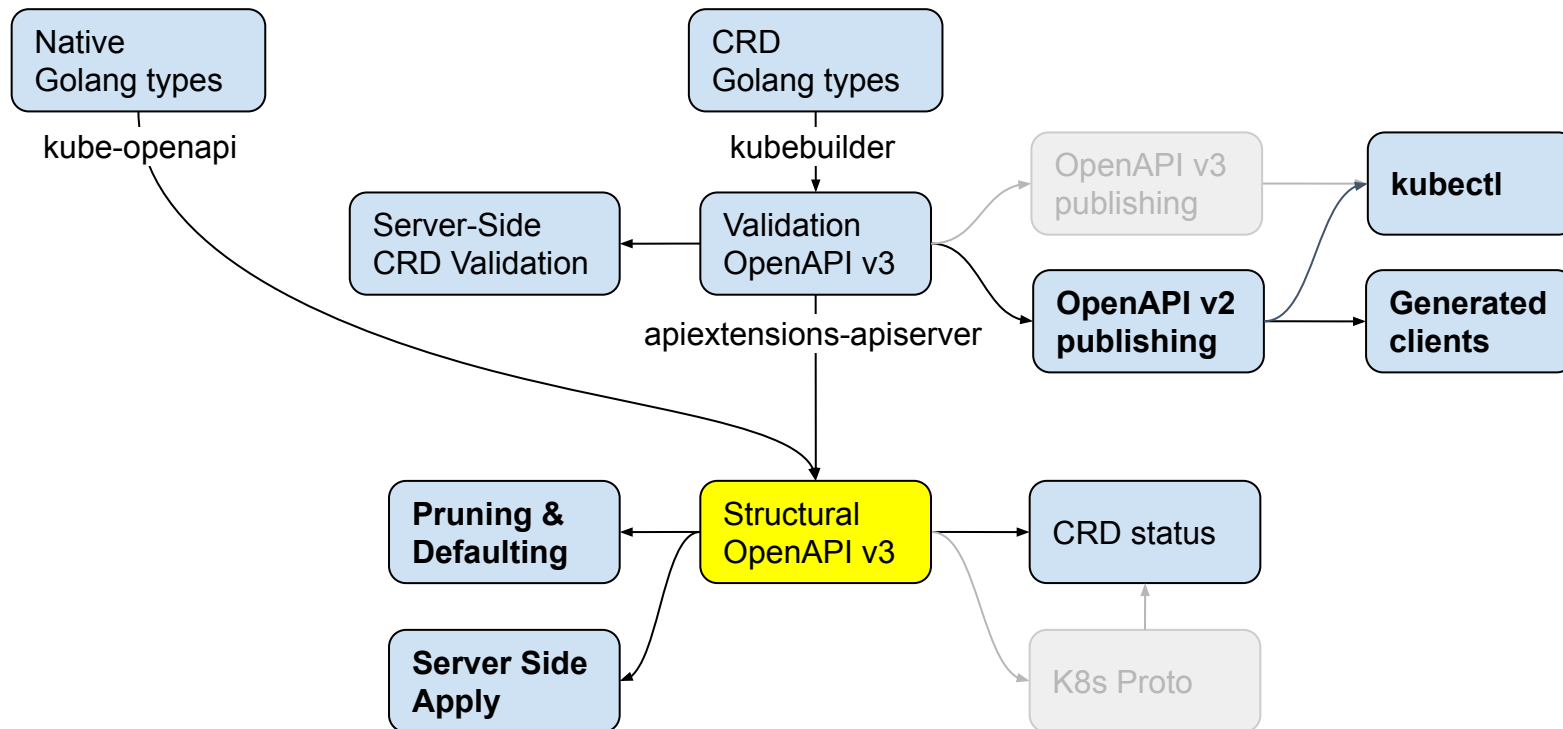 Native
Golang types
CRD
Golang types
kube-openapi
kubebuilder
OpenAPI v3
publishing
kubectl
Server-Side
CRD Validation
Validation
OpenAPI v3
OpenAPI v2
publishing
Generated
clients
apiextensions-apiserver
Pruning &
Defaulting
Structural
OpenAPI v3
CRD status
Server Side
Apply
K8s Proto